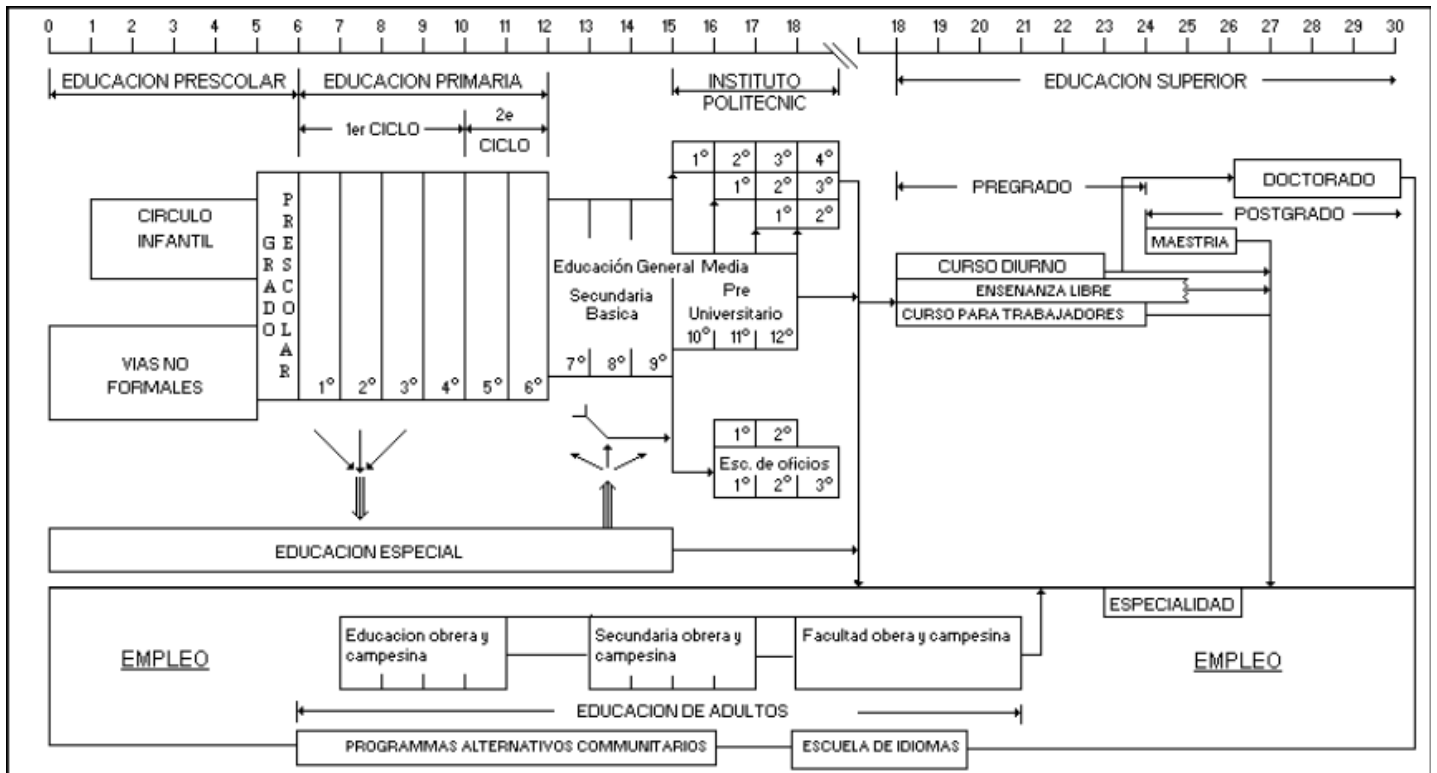 0 1 2 3 4 5 6 7 8 9 10 11 12 13 14 15 16 17 18 18 19 20 21 22 23 24 25 26 27 28 29 30
EDUCACION PRESCOLAR
EDUCACION PRIMARIA
INSTITUTO
POLITECNIC
EDUCACION SUPERIOR
1er CICLO
2e
CICLO
1° 2° 3° 4°
1° 2° 3°
1° 2°
PREGRADO
DOCTORADO
POSTGRADO
MAESTRIA
CIRCULO
INFANTIL
GRADO
PRESCOLAR
VIAS NO
FORMALES
1° 2° 3° 4° 5° 6°
Educación General Media
Secundaria
Basica
7° 8° 9°
Pre
Universitario
10° 11° 12°
CURSO DIURNO
ENSENANZA LIBRE
CURSO PARA TRABAJADORES
1° 2°
Esc. de oficios
1° 2° 3°
EDUCACION ESPECIAL
ESPECIALIDAD
EMPLEO
Educacion obrera y
campesina
Secundaria obrera y
campesina
Facultad obera y campesina
EMPLEO
EDUCACION DE ADULTOS
PROGRAMMAS ALTERNATIVOS COMMUNITARIOS
ESCUELA DE IDIOMAS